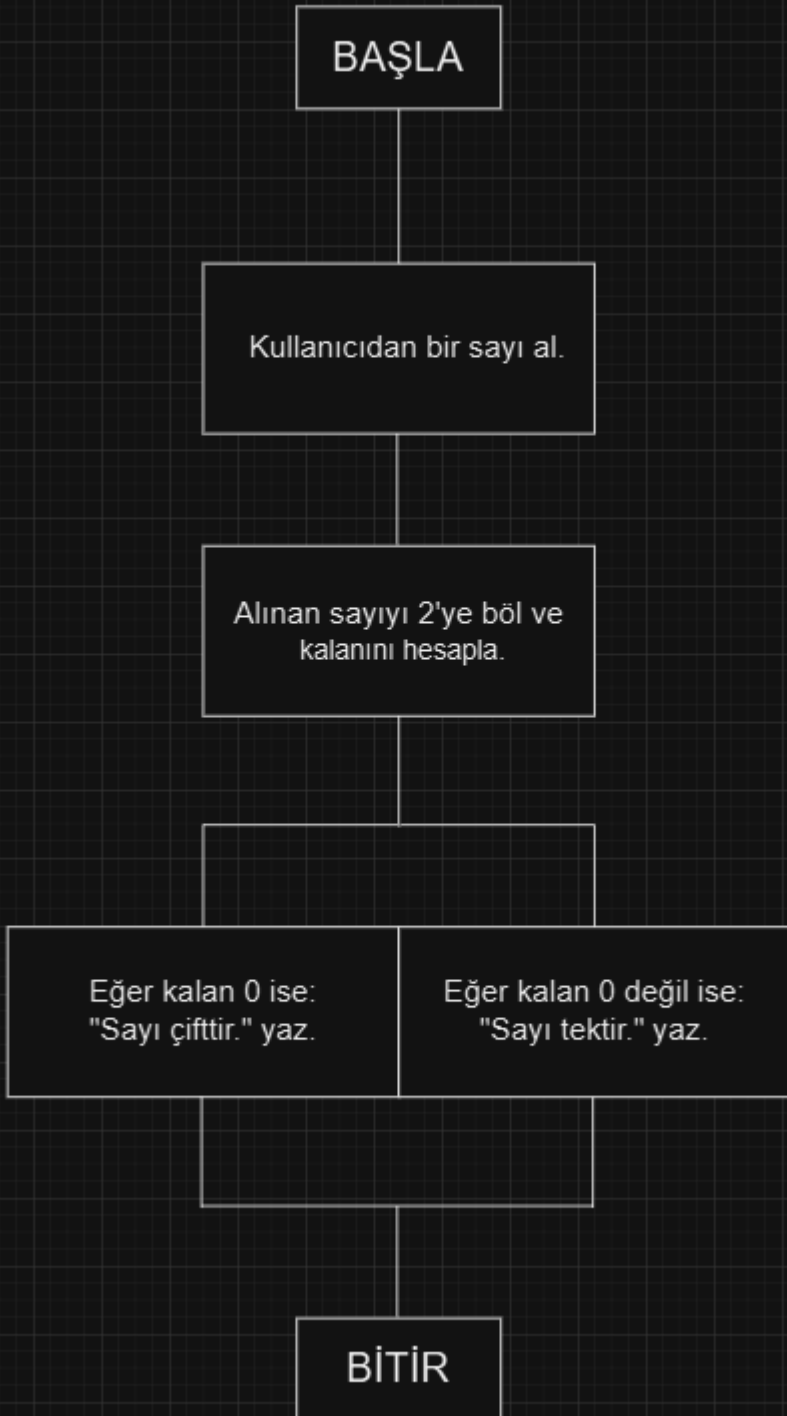 BAŞLA
Kullanıcıdan bir sayı al.
Alınan sayıyı 2'ye böl ve
kalanını hesapla.
Eğer kalan 0 ise:
"Sayı çifttir." yaz.
Eğer kalan 0 değil ise:
"Sayı tektir." yaz.
BİTİR